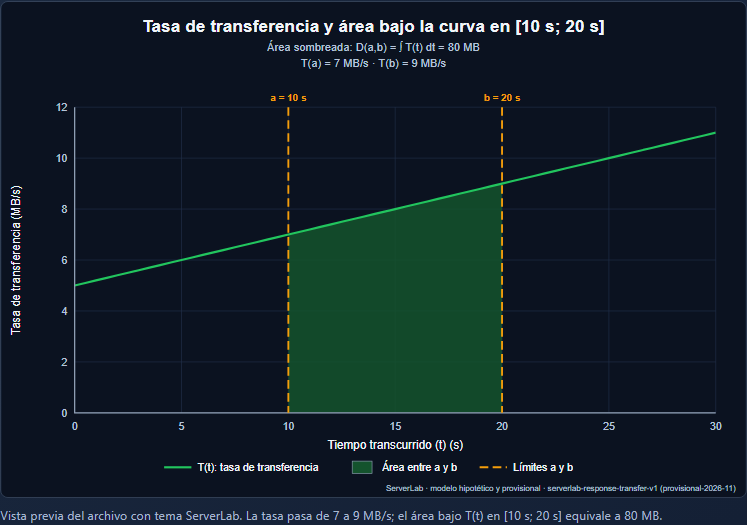 Tasa de transferencia y área bajo la curva en [10 s; 20 s]
Área sombreada: D(a,b) = ∫ T(t) dt = 80 MB
T(a) = 7 MB/s · T(b) = 9 MB/s
a = 10 s
b = 20 s
12
10
8
6
4
2
0
Tasa de transferencia (MB/s)
0
5
10
15
20
25
30
Tiempo transcurrido (t) (s)
T(t): tasa de transferencia
Área entre a y b
Límites a y b
ServerLab · modelo hipotético y provisional · serverlab-response-transfer-v1 (provisional-2026-11)
Vista previa del archivo con tema ServerLab. La tasa pasa de 7 a 9 MB/s; el área bajo T(t) en [10 s; 20 s] equivale a 80 MB.